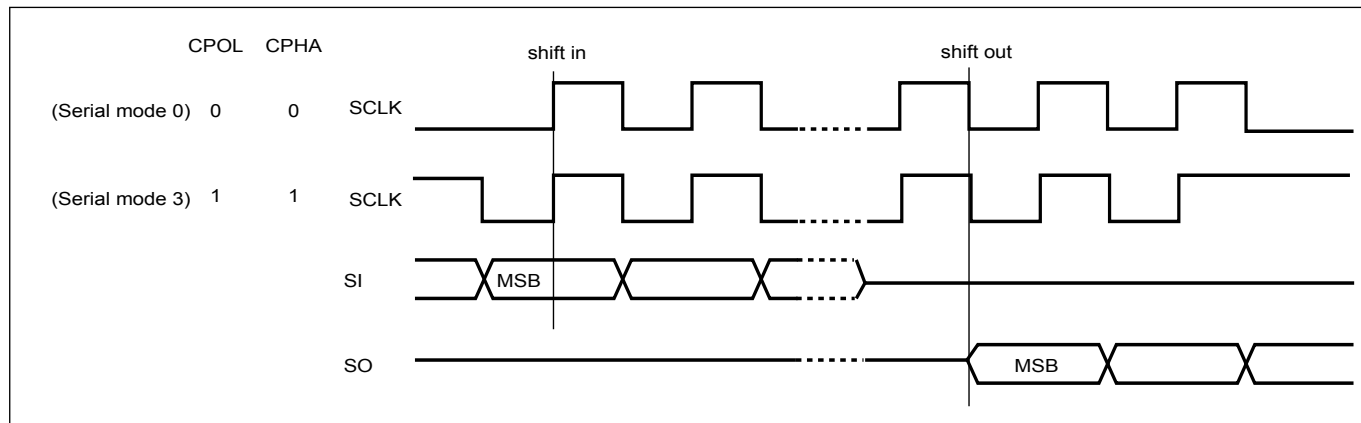 CPOL CPHA
shift in
shift out
(Serial mode 0) 0 0 SCLK
(Serial mode 3) 1 1 SCLK
SI MSB
SO MSB